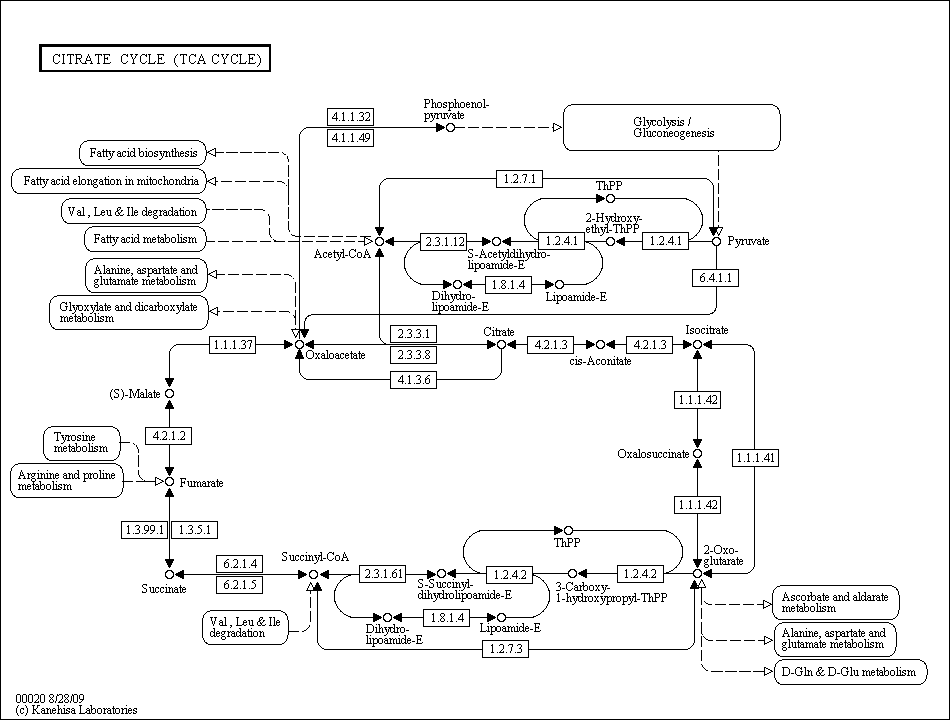 CITRATE CYCLE (TCA CYCLE)
Phosphoenol-
pyruvate
4.1.1.32
4.1.1.49
Glycolysis /
Gluconeogenesis
Fatty acid biosynthesis
Fatty acid elongation in mitochondria
Val , Leu & Ile degradation
Fatty acid metabolism
Alanine, aspartate and
glutamate metabolism
Glyoxylate and dicarboxylate
metabolism
1.2.7.1
ThPP
2-Hydroxy-
ethyl-ThPP
Acetyl-CoA
2.3.1.12
S-Acetyldihydro-
lipoamide-E
1.2.4.1
1.2.4.1
Pyruvate
Dihydro-
lipoamide-E
1.8.1.4
Lipoamide-E
6.4.1.1
1.1.1.37
Oxaloacetate
2.3.3.1
2.3.3.8
4.1.3.6
Citrate
4.2.1.3
cis-Aconitate
4.2.1.3
Isocitrate
(S)-Malate
1.1.1.42
4.2.1.2
Tyrosine
metabolism
Oxalosuccinate
1.1.1.41
Arginine and proline
metabolism
Fumarate
1.1.1.42
1.3.99.1
1.3.5.1
ThPP
Succinate
6.2.1.4
6.2.1.5
Succinyl-CoA
2.3.1.61
S-Succinyl-
dihydrolipoamide-E
1.2.4.2
3-Carboxy-
1-hydroxypropyl-ThPP
1.2.4.2
2-Oxo-
glutarate
Val , Leu & Ile
degradation
Dihydro-
lipoamide-E
1.8.1.4
Lipoamide-E
1.2.7.3
Ascorbate and aldarate
metabolism
Alanine, aspartate and
glutamate metabolism
D-Gln & D-Glu metabolism
00020 8/28/09
(c) Kanehisa Laboratories